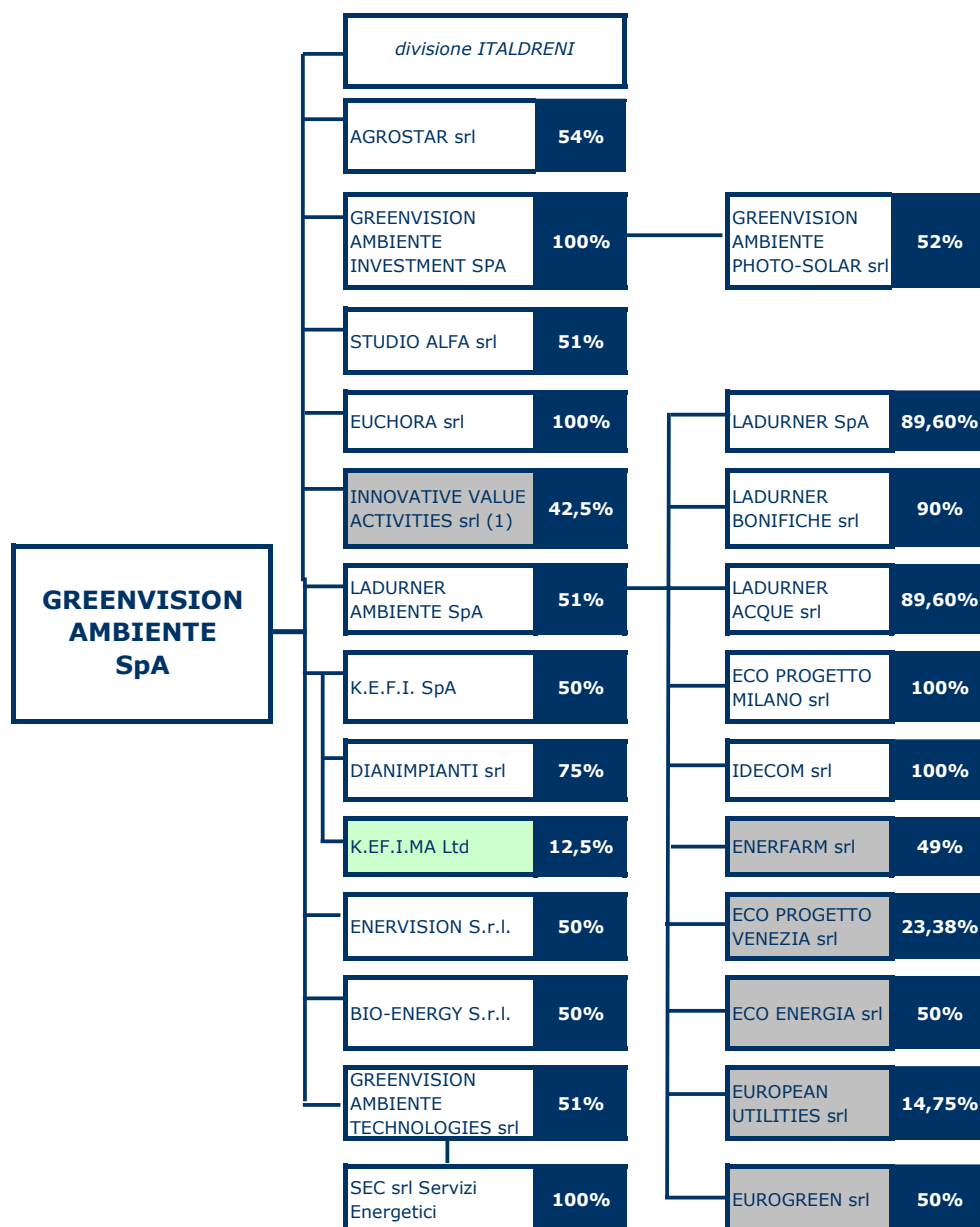 divisione ITALDRENI
AGROSTAR srl
54%
GREENVISION
AMBIENTE
INVESTMENT SPA
100%
GREENVISION
AMBIENTE
PHOTO-SOLAR srl
52%
STUDIO ALFA srl
51%
EUCHORA srl
100%
LADURNER SpA
89,60%
INNOVATIVE VALUE
ACTIVITIES srl (1)
42,5%
LADURNER
BONIFICHE srl
90%
GREENVISION
AMBIENTE
SpA
LADURNER
AMBIENTE SpA
51%
LADURNER
ACQUE srl
89,60%
K.E.F.I. SpA
50%
ECO PROGETTO
MILANO srl
100%
DIANIMPIANTI srl
75%
IDECOM srl
100%
K.EF.I.MA Ltd
12,5%
ENERFARM srl
49%
ENERVISION S.r.l.
50%
ECO PROGETTO
VENEZIA srl
23,38%
BIO-ENERGY S.r.l.
50%
ECO ENERGIA srl
50%
GREENVISION
AMBIENTE
TECHNOLOGIES srl
51%
EUROPEAN
UTILITIES srl
14,75%
SEC srl Servizi
Energetici
100%
EUROGREEN srl
50%